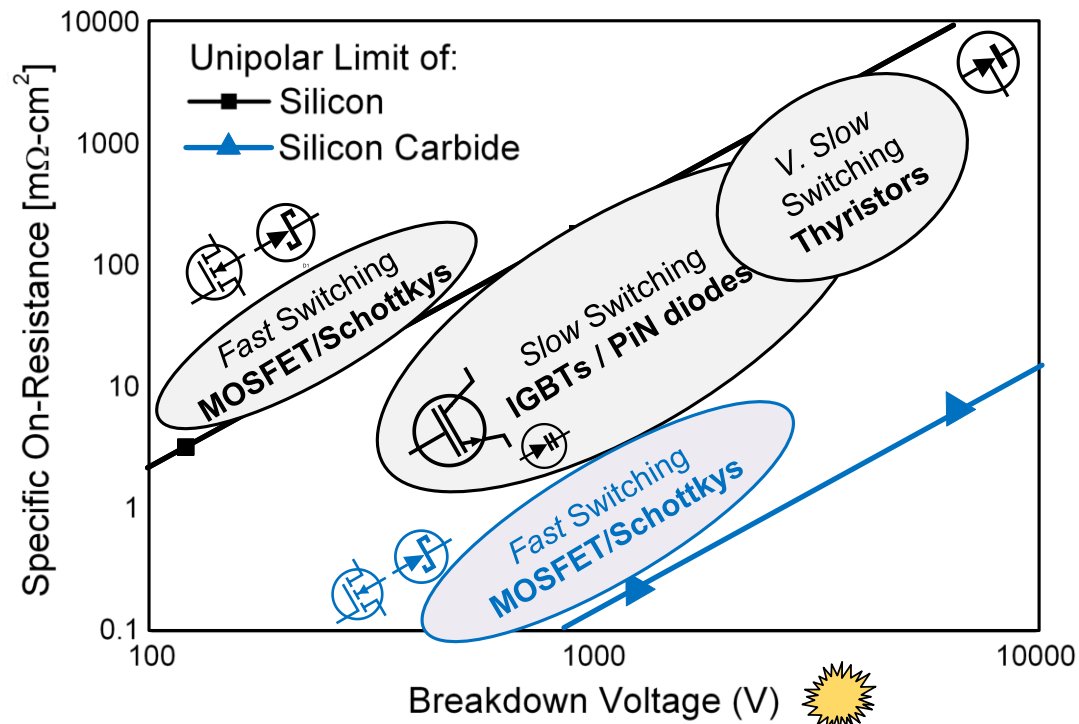 10000
1000
100
10
1
0.1
Specific On-Resistance [mΩ-cm²]
Unipolar Limit of:
Silicon
Silicon Carbide
V. Slow
Switching
Thyristors
Fast Switching
MOSFET/Schottkys
Slow Switching
IGBTs / PiN diodes
Fast Switching
MOSFET/Schottkys
100
1000
10000
Breakdown Voltage (V)